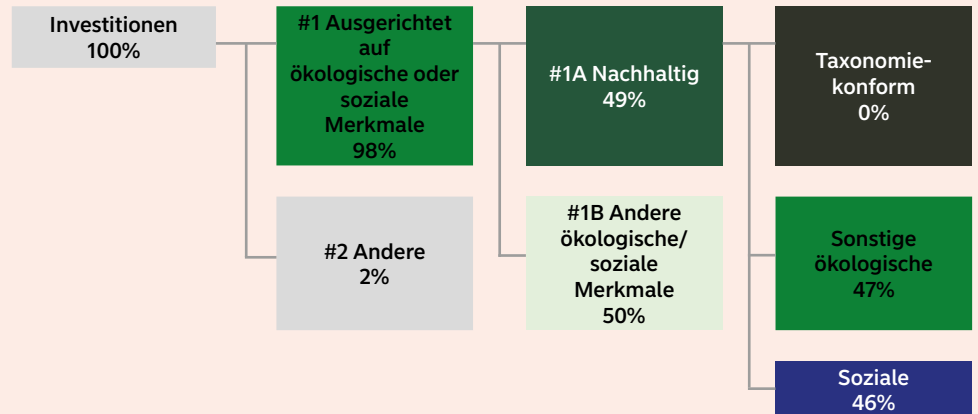 Investitionen
100%
#1 Ausgerichtet
auf
ökologische oder
soziale
Merkmale
98%
#1A Nachhaltig
49%
Taxonomie-
konform
0%
#2 Andere
2%
#1B Andere
ökologische/
soziale
Merkmale
50%
Sonstige
ökologische
47%
Soziale
46%